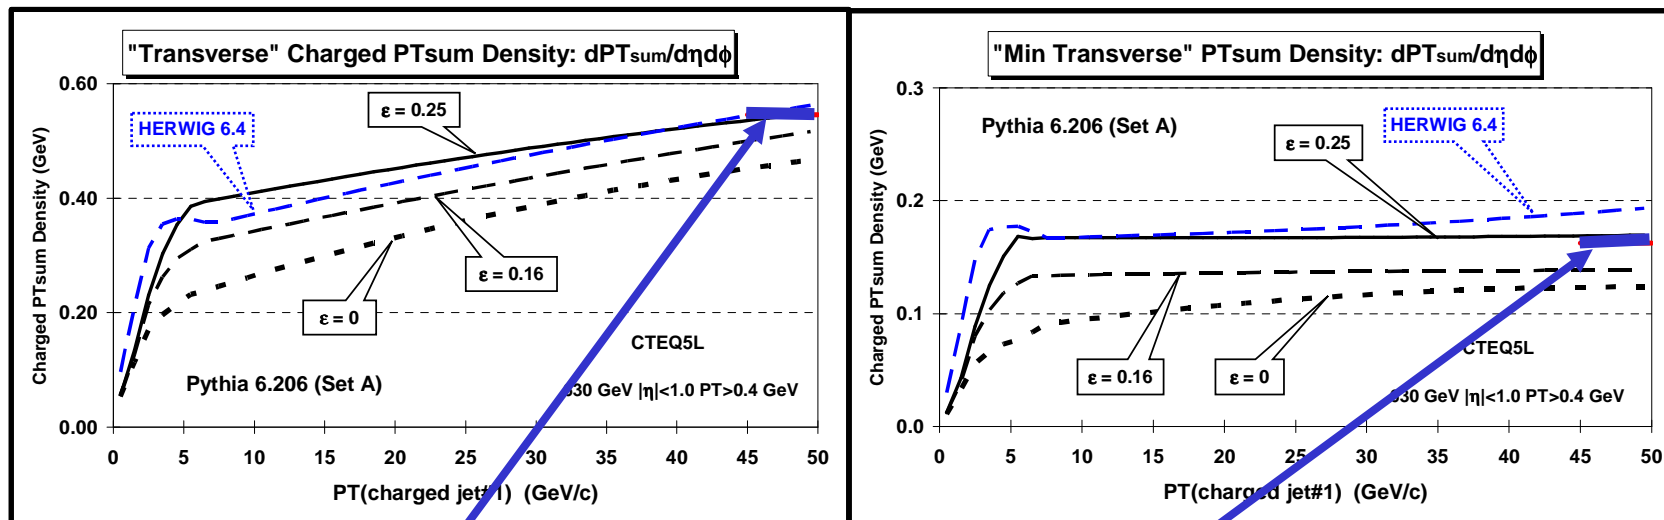 "Transverse" Charged PTsum Density: dPTsum/dηdϕ
0.60
0.40
0.20
0.00
Charged PTsum Density (GeV)
HERWIG 6.4
ε = 0.25
ε = 0.16
ε = 0
CTEQ5L
Pythia 6.206 (Set A)
630 GeV |η|<1.0 PT>0.4 GeV
0 5 10 15 20 25 30 35 40 45 50
PT(charged jet#1) (GeV/c)
"Min Transverse" PTsum Density: dPTsum/dηdϕ
0.3
0.2
0.1
0.0
Charged PTsum Density (GeV)
Pythia 6.206 (Set A)
HERWIG 6.4
ε = 0.25
ε = 0.16
ε = 0
CTEQ5L
630 GeV |η|<1.0 PT>0.4 GeV
0 5 10 15 20 25 30 35 40 45 50
PT(charged jet#1) (GeV/c)